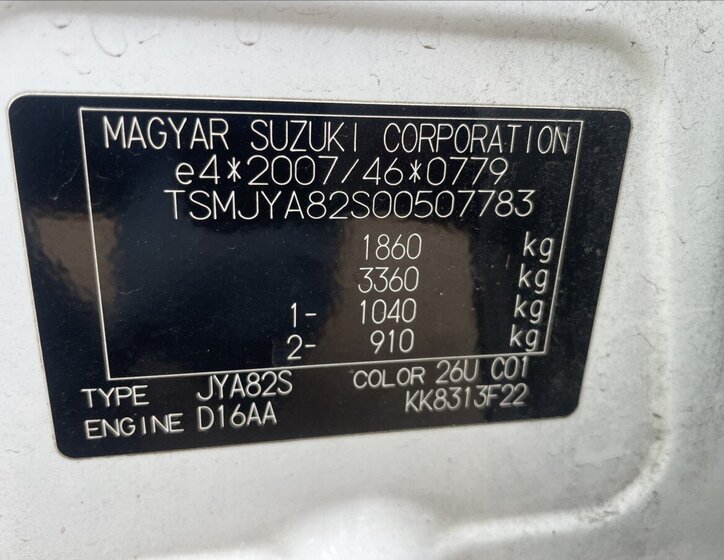 MAGYAR SUZUKI CORPORATION
e4*2007/46*0779
TSMJYA82S00507783
1860 kg
3360 kg
1- 1040 kg
2- 910 kg
TYPE JYA82S COLOR 26U C01
ENGINE D16AA KK8313F22